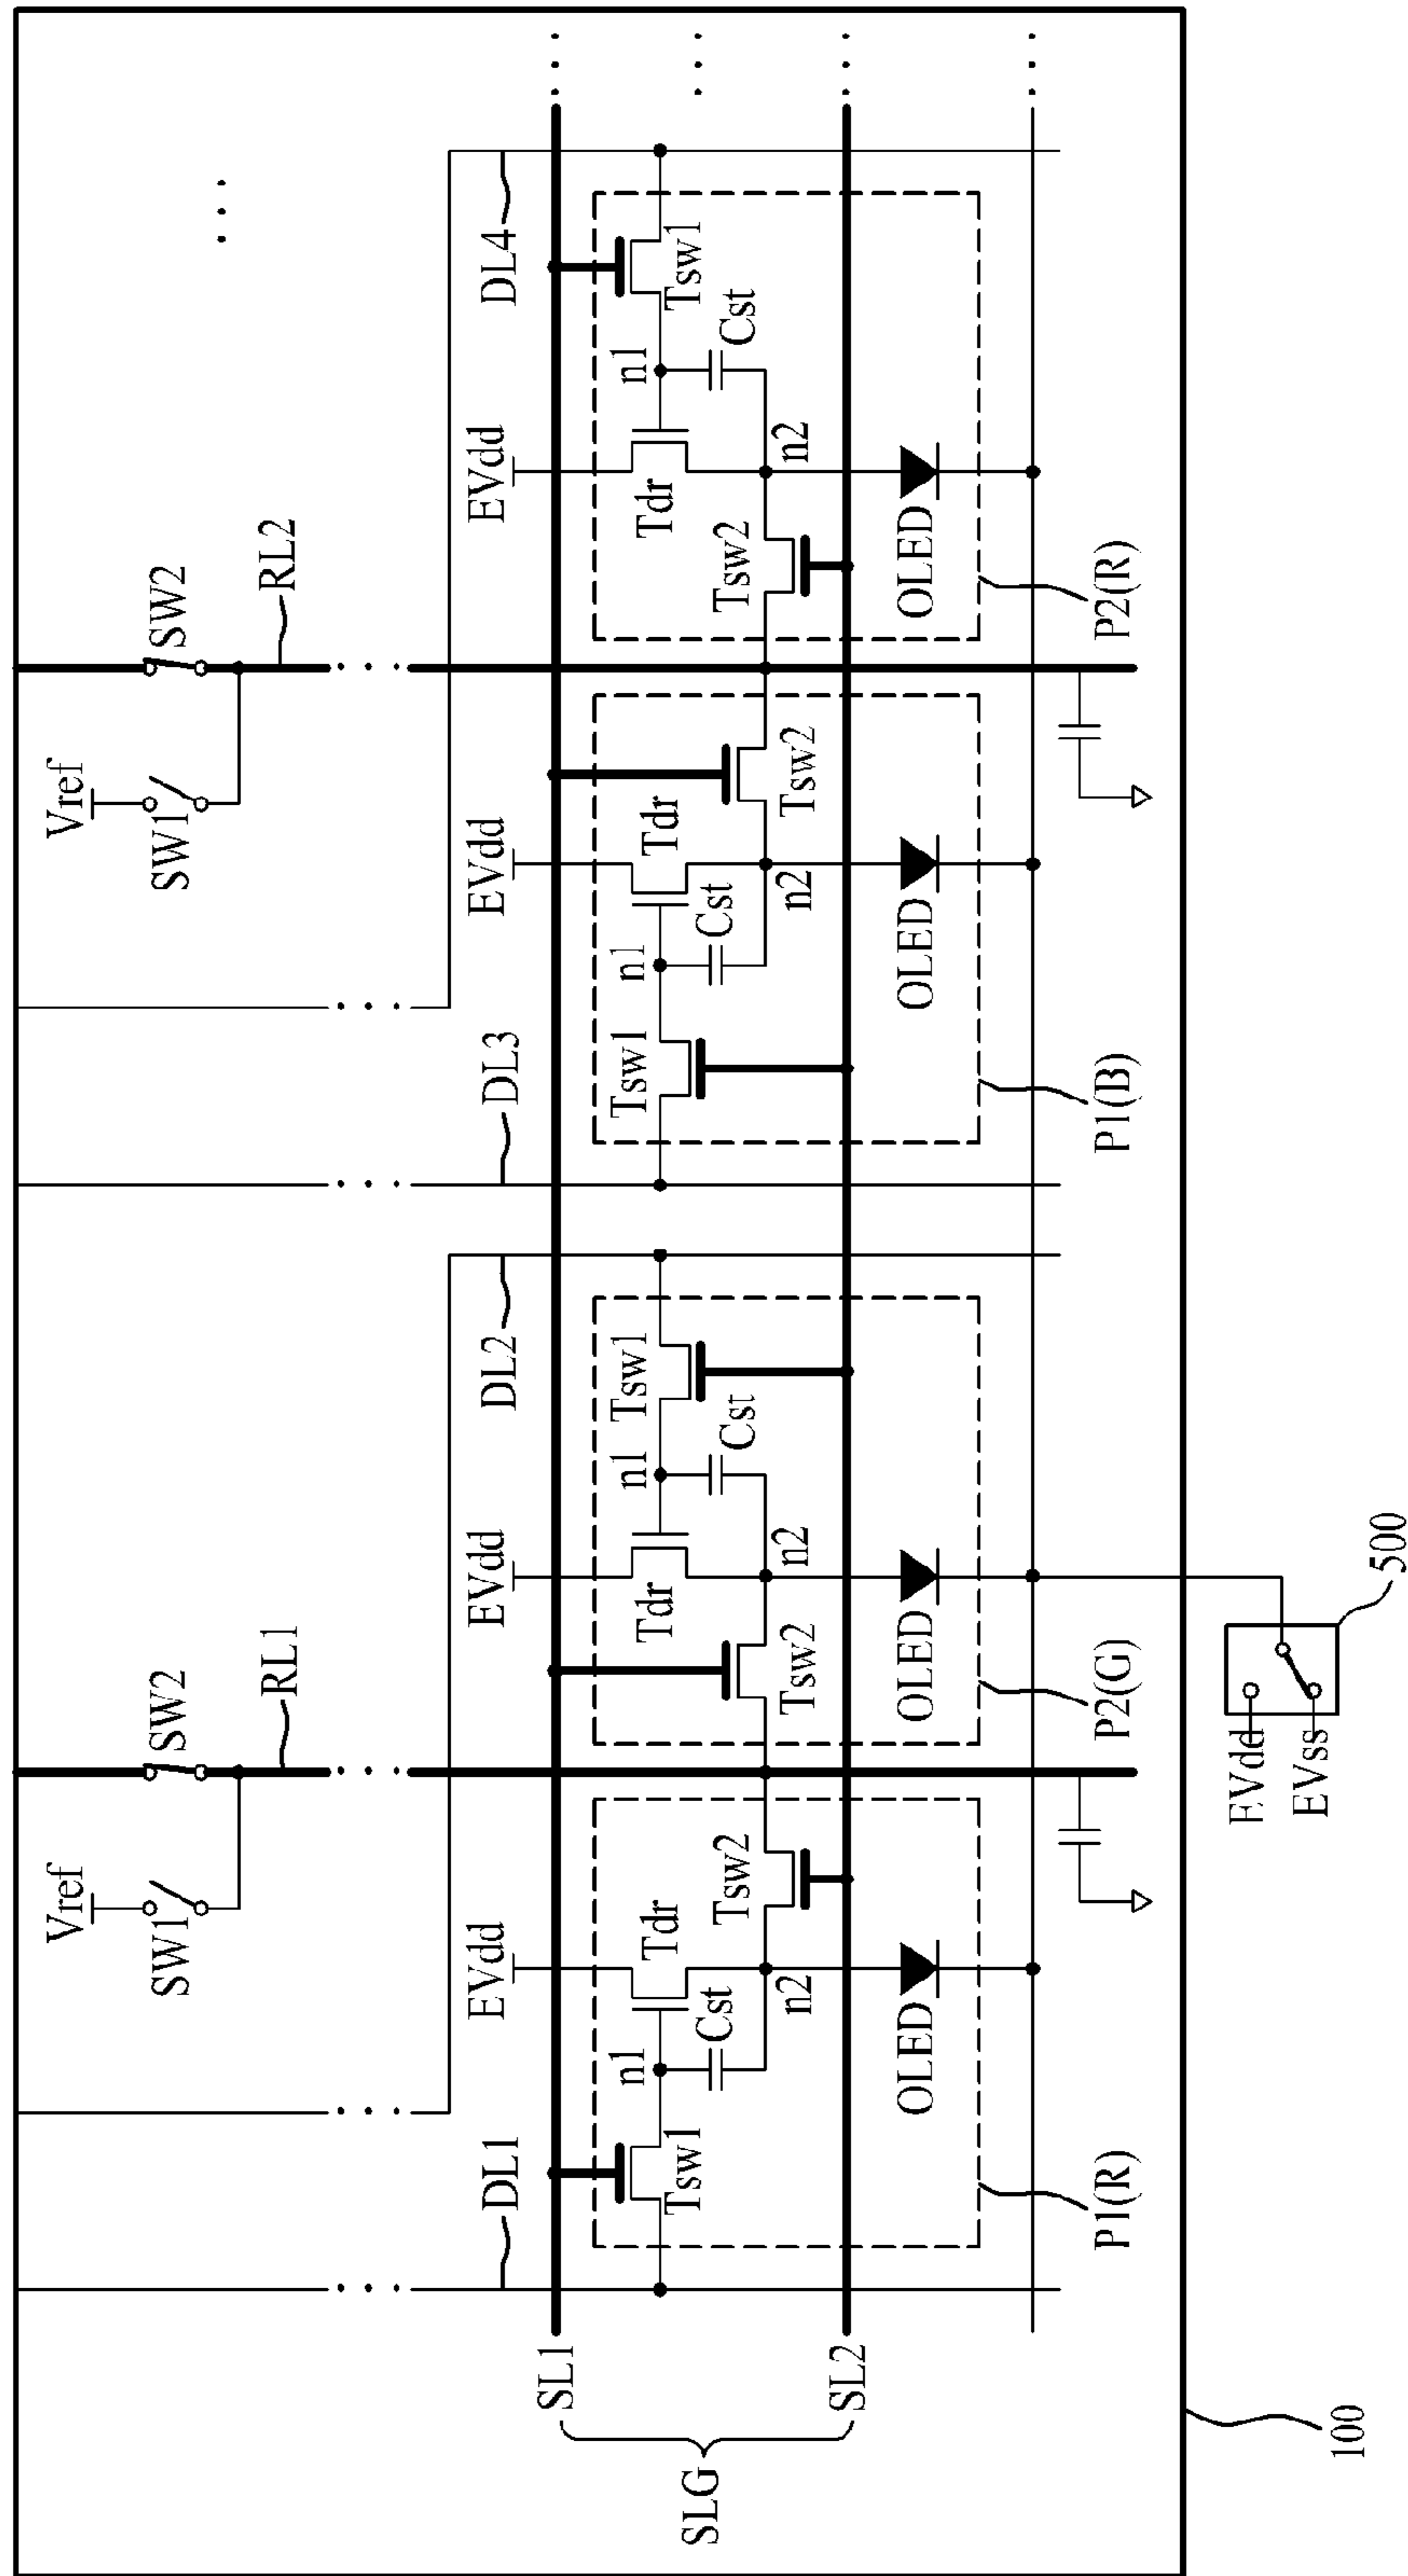 Vref
SW1
SW2
RL1
Vref
SW1
SW2
RL2
DL1
EVdd
EVdd
DL2
DL3
EVdd
EVdd
DL4
SLG
SL1
SL2
Tsw1
n1
Cst
Tdr
n2
Tsw2
OLED
P1(R)
Tsw2
Tdr
n1
n2
Cst
Tsw1
OLED
P2(G)
Tsw1
n1
Cst
Tdr
n2
Tsw2
OLED
P1(B)
Tsw2
Tdr
n1
n2
Cst
Tsw1
OLED
P2(R)
EVdd
EVss
500
100